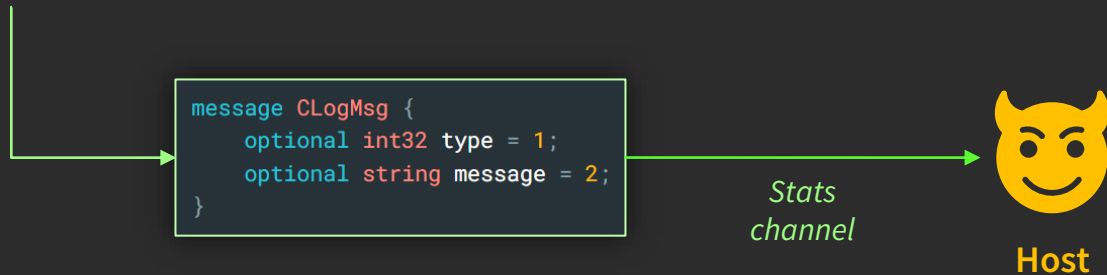 message CLogMsg {
    optional int32 type = 1;
    optional string message = 2;
}
Stats
channel
Host